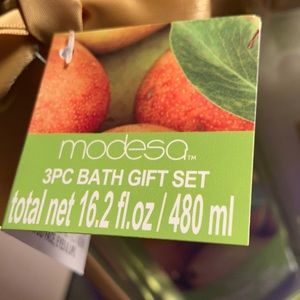 modesa™
3PC BATH GIFT SET
total net 16.2 fl.oz / 480 ml